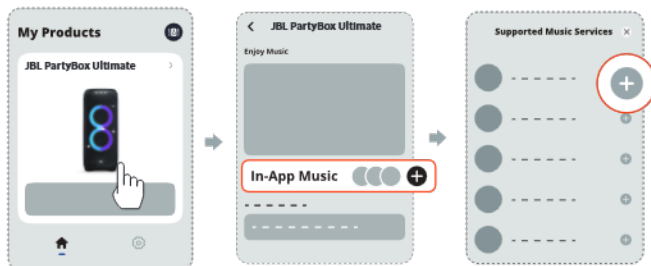 My Products
JBL PartyBox Ultimate
JBL PartyBox Ultimate
Enjoy Music
In-App Music
Supported Music Services